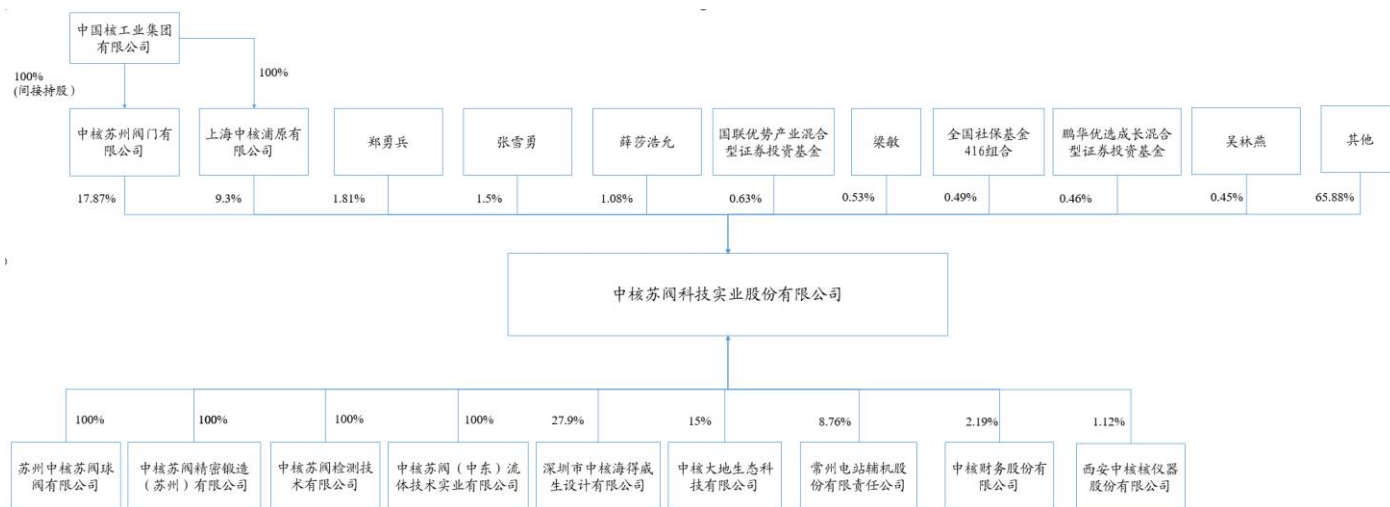 中国核工业集团
有限公司
100%
(间接持股)
100%
中核苏州阀门有
限公司
上海中核浦原有
限公司
郑勇兵
张雪勇
薛莎浩允
国联优势产业混合
型证券投资基金
梁敏
全国社保基金
416组合
鹏华优选成长混合
型证券投资基金
吴林燕
其他
17.87%
9.3%
1.81%
1.5%
1.08%
0.63%
0.53%
0.49%
0.46%
0.45%
65.88%
中核苏阀科技实业股份有限公司
100%
100%
100%
100%
27.9%
15%
8.76%
2.19%
1.12%
苏州中核苏阀球
阀有限公司
中核苏阀精密锻造
（苏州）有限公司
中核苏阀检测技
术有限公司
中核苏阀（中东）流
体技术实业有限公司
深圳市中核海得威
生设计有限公司
中核大地生态科
技有限公司
常州电站辅机股
份有限责任公司
中核财务股份有
限公司
西安中核核仪器
股份有限公司